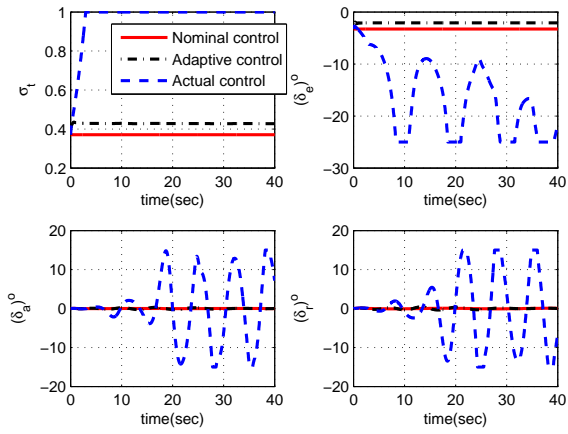 1
0.8
0.6
0.4
0.2
0 10 20 30 40
time(sec)
σt
Nominal control
Adaptive control
Actual control
0
−10
−20
−30
0 10 20 30 40
time(sec)
(δe)o
20
10
0
−10
−20
0 10 20 30 40
time(sec)
(δa)o
20
10
0
−10
−20
0 10 20 30 40
time(sec)
(δr)o